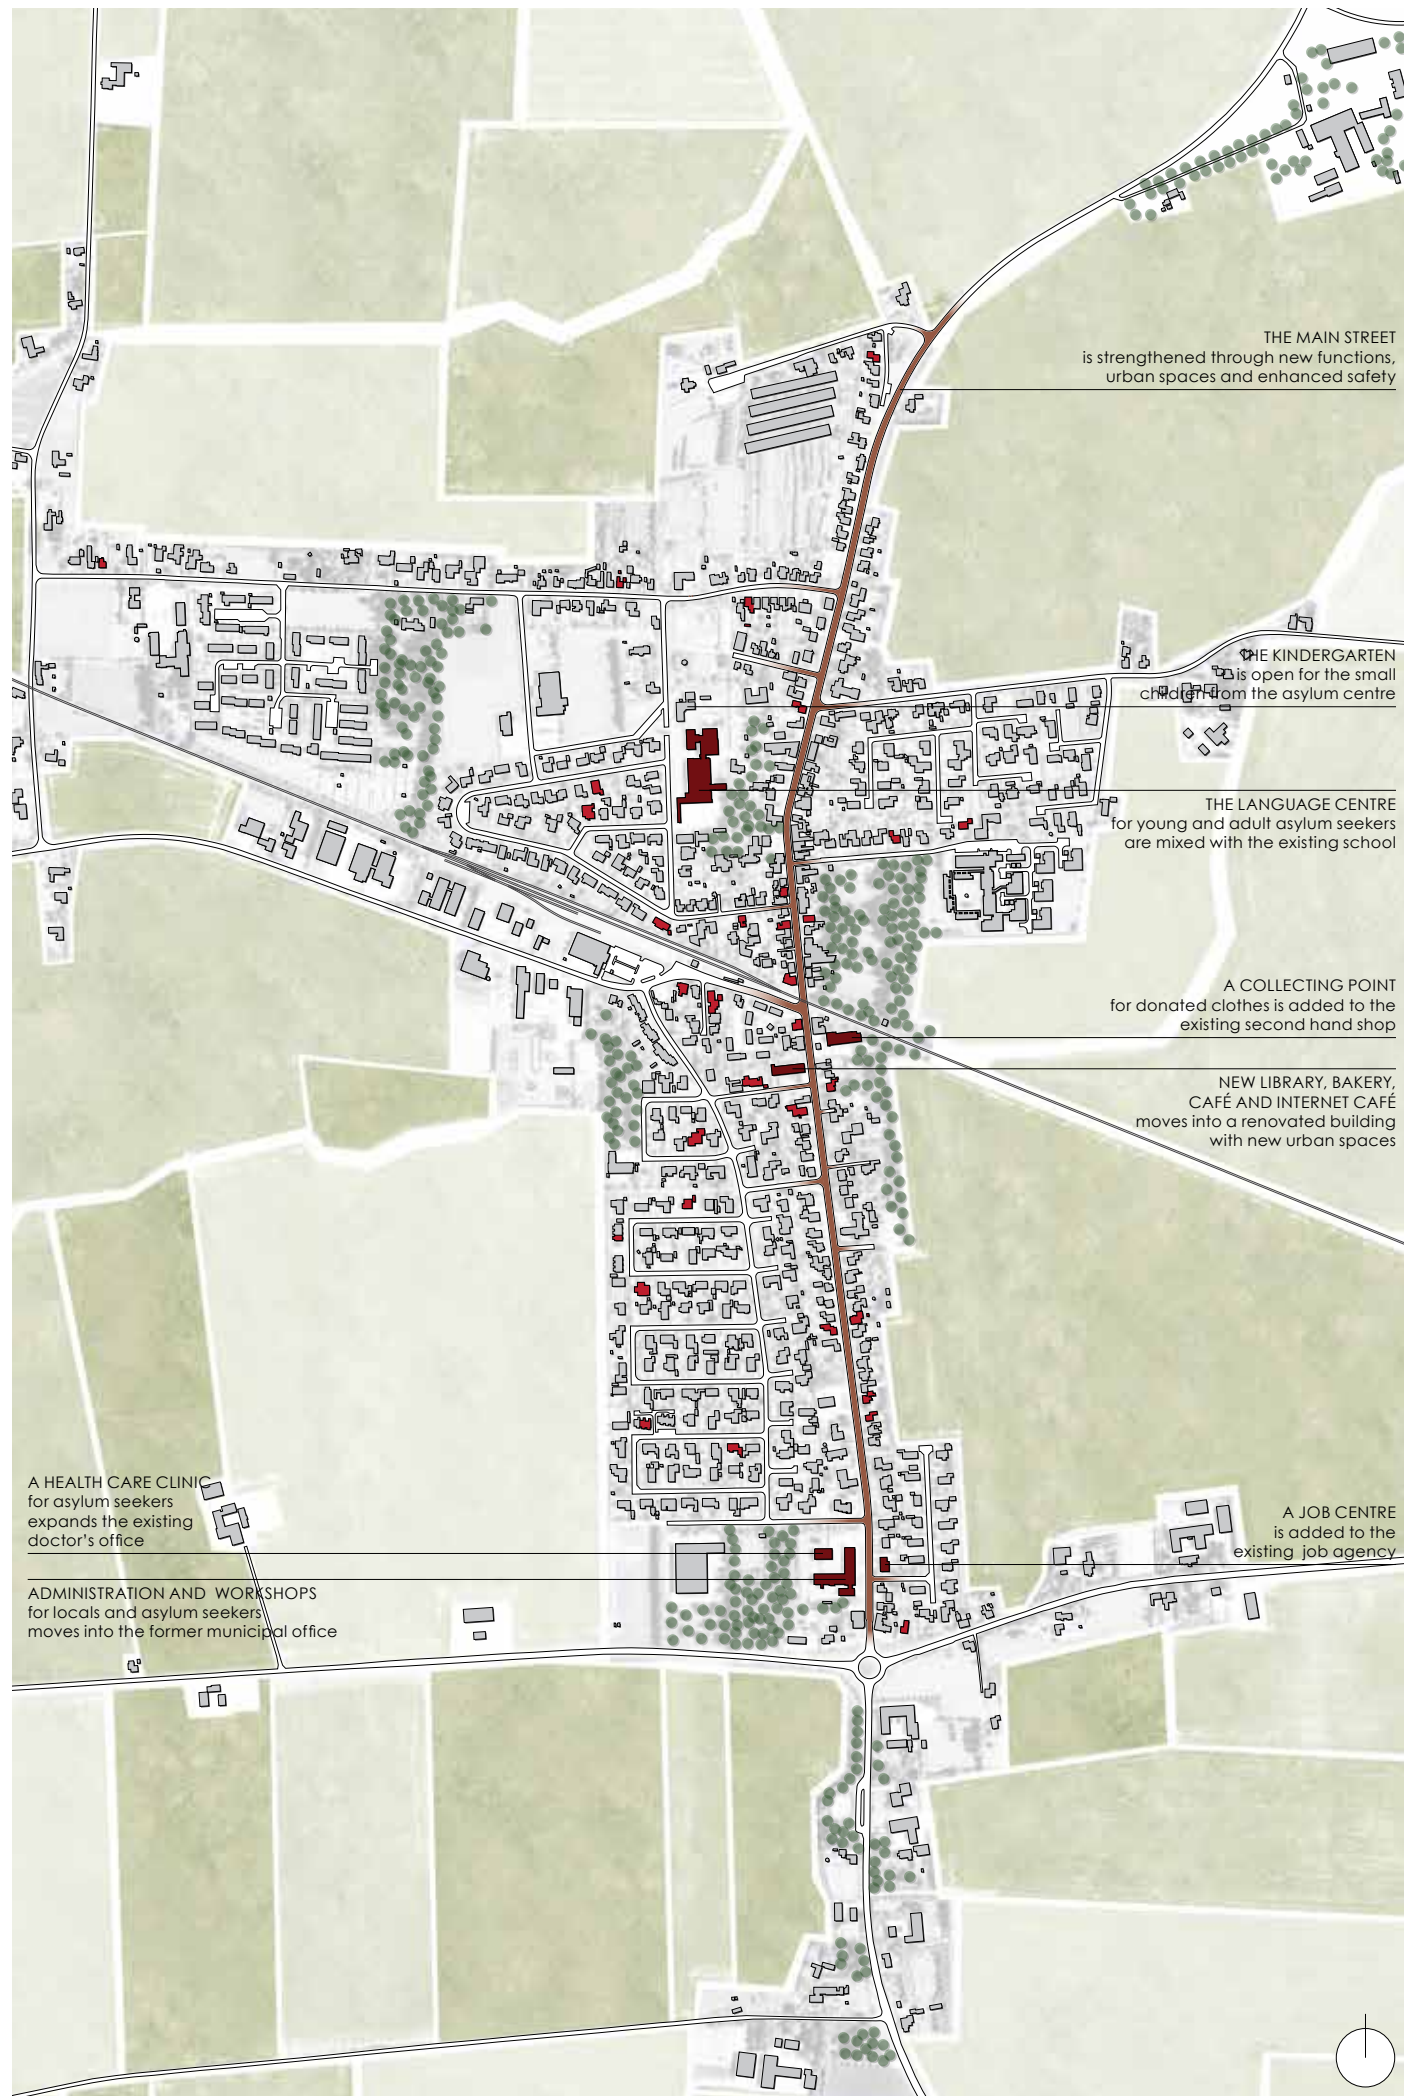 THE MAIN STREET
is strengthened through new functions,
urban spaces and enhanced safety
THE KINDERGARTEN
is open for the small
children from the asylum centre
THE LANGUAGE CENTRE
for young and adult asylum seekers
are mixed with the existing school
A COLLECTING POINT
for donated clothes is added to the
existing second hand shop
NEW LIBRARY, BAKERY,
CAFÉ AND INTERNET CAFÉ
moves into a renovated building
with new urban spaces
A HEALTH CARE CLINIC
for asylum seekers
expands the existing
doctor's office
A JOB CENTRE
is added to the
existing job agency
ADMINISTRATION AND WORKSHOPS
for locals and asylum seekers
moves into the former municipal office